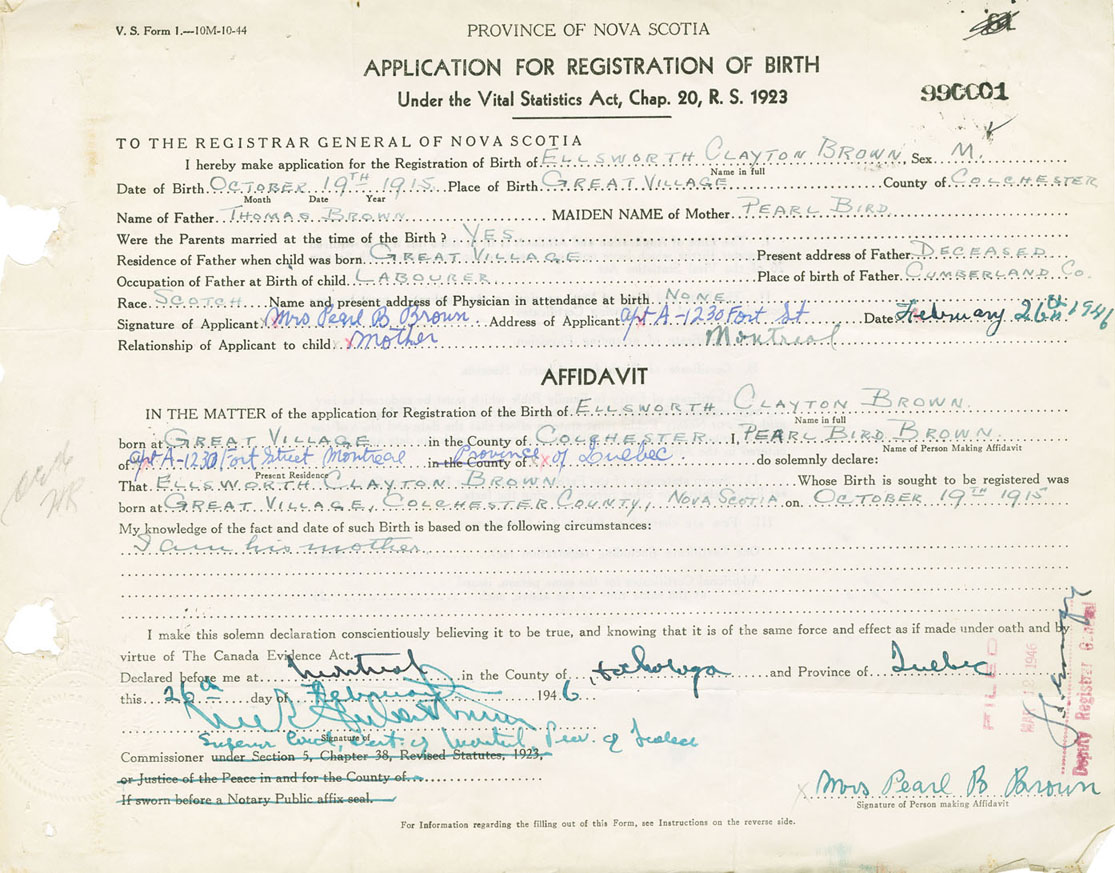 V. S. Form 1.—10M-10-44
PROVINCE OF NOVA SCOTIA
APPLICATION FOR REGISTRATION OF BIRTH
Under the Vital Statistics Act, Chap. 20, R. S. 1923
990001
TO THE REGISTRAR GENERAL OF NOVA SCOTIA
I hereby make application for the Registration of Birth of ELLSWORTH CLAYTON BROWN Sex M.
Name in full
Date of Birth OCTOBER 19TH 1915 Place of Birth GREAT VILLAGE County of COLCHESTER
Month Date Year
Name of Father THOMAS BROWN MAIDEN NAME of Mother PEARL BIRD
Were the Parents married at the time of the Birth? YES
Residence of Father when child was born GREAT VILLAGE Present address of Father DECEASED
Occupation of Father at Birth of child LABOURER Place of birth of Father CUMBERLAND CO.
Race SCOTCH Name and present address of Physician in attendance at birth NONE
Signature of Applicant x Mrs Pearl B Brown Address of Applicant apt A-1230 Fort St Date February 26th 1946
Relationship of Applicant to child x Mother Montreal
AFFIDAVIT
IN THE MATTER of the application for Registration of the Birth of ELLSWORTH CLAYTON BROWN
Name in full
born at GREAT VILLAGE in the County of COLCHESTER I, PEARL BIRD BROWN
Name of Person Making Affidavit
of apt A-1230 Fort Street Montreal in the County of Province x of Quebec do solemnly declare:
Present Residence
That ELLSWORTH CLAYTON BROWN Whose Birth is sought to be registered was
born at GREAT VILLAGE, COLCHESTER COUNTY, NOVA SCOTIA on OCTOBER 19TH 1915
My knowledge of the fact and date of such Birth is based on the following circumstances:
I am his mother
I make this solemn declaration conscientiously believing it to be true, and knowing that it is of the same force and effect as if made under oath and by
virtue of The Canada Evidence Act.
Declared before me at Montreal in the County of Hochelaga and Province of Quebec
this 26th day of February 1946
Signature of
Superior Court, Dist. of Montreal Prov. of Quebec
Commissioner under Section 5, Chapter 38, Revised Statutes, 1923,
or Justice of the Peace in and for the County of
If sworn before a Notary Public affix seal.
FILED
1946
Deputy Registrar General
x Mrs Pearl B Brown
Signature of Person making Affidavit
For Information regarding the filling out of this Form, see Instructions on the reverse side.